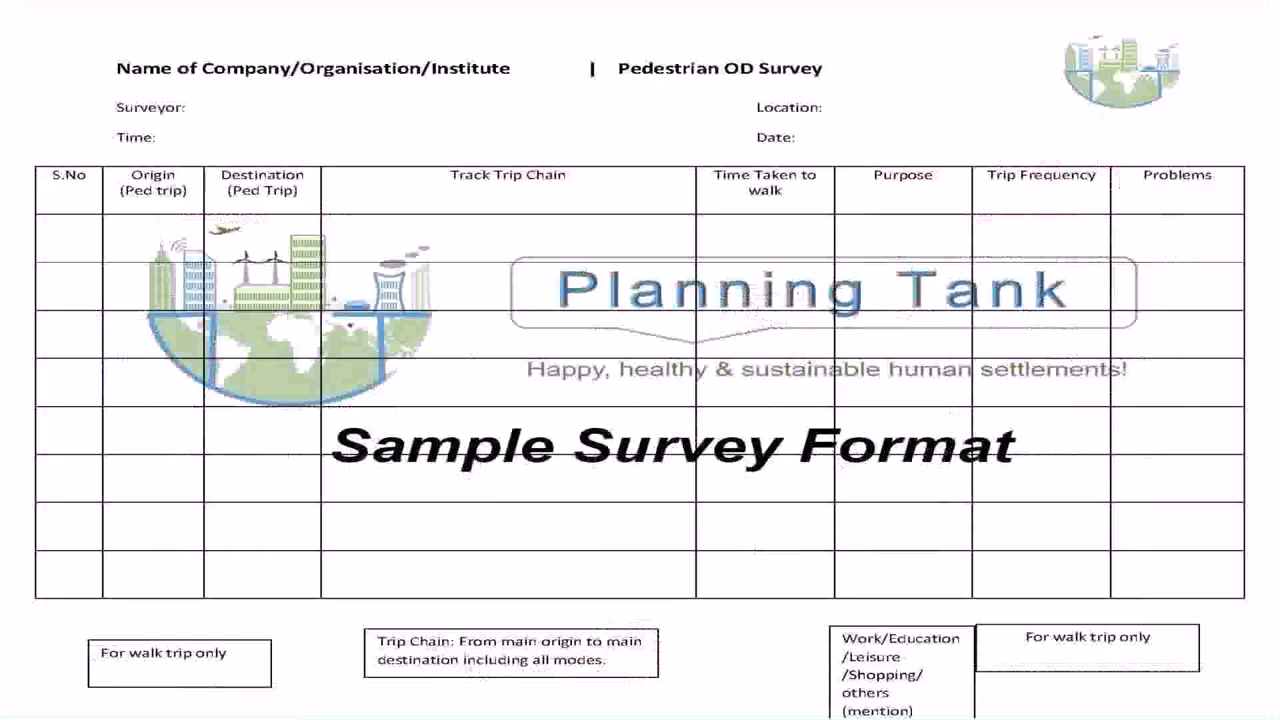 Name of Company/Organisation/Institute | Pedestrian OD Survey
Surveyor: Location:
Time: Date:
S.No Origin Destination Track Trip Chain Time Taken to Purpose Trip Frequency Problems
(Ped trip) (Ped Trip) walk
Planning Tank
Happy, healthy & sustainable human settlements!
Sample Survey Format
For walk trip only
Trip Chain: From main origin to main
destination including all modes.
Work/Education
/Leisure
/Shopping/
others
(mention)
For walk trip only